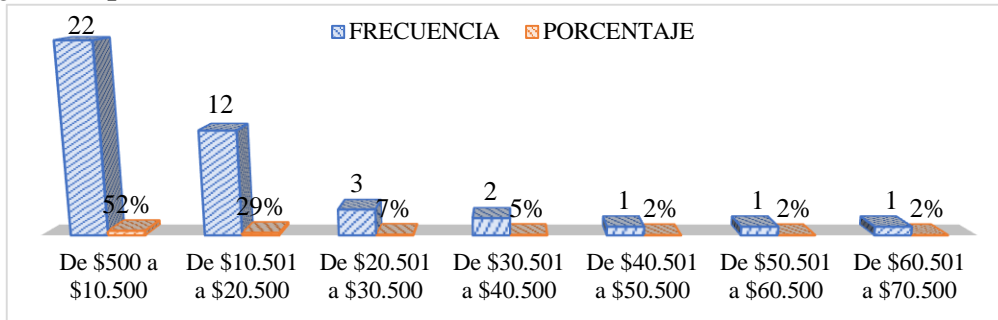 22
FRECUENCIA PORCENTAJE
12
3
2
1
1
1
52%
29%
7%
5%
2%
2%
2%
De $500 a
$10.500
De $10.501
a $20.500
De $20.501
a $30.500
De $30.501
a $40.500
De $40.501
a $50.500
De $50.501
a $60.500
De $60.501
a $70.500